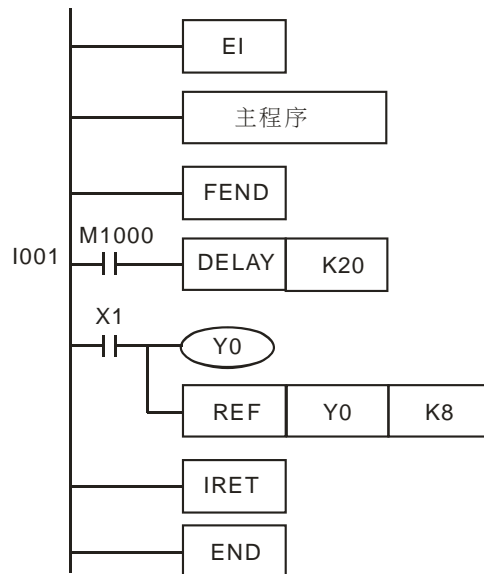 EI
主程序
FEND
M1000
I001 DELAY K20
X1
Y0
REF Y0 K8
IRET
END